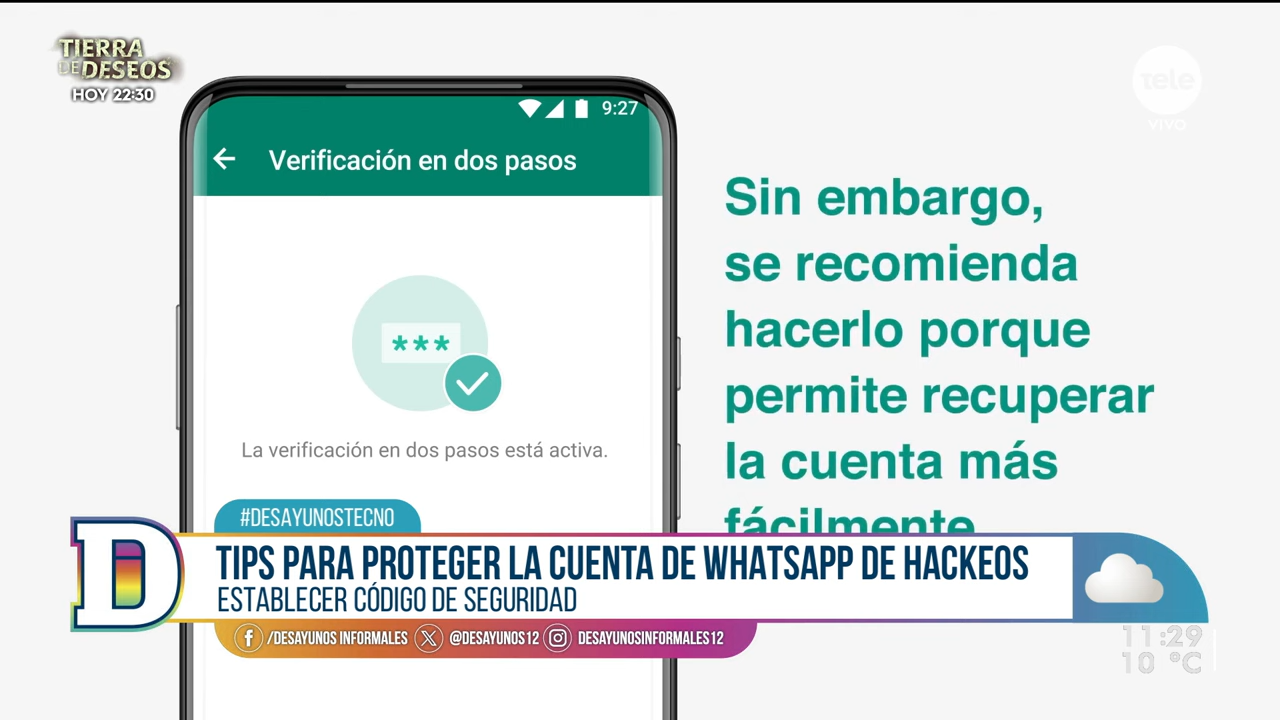 TIERRA
DE DESEOS
HOY 22:30
tele
VIVO
9:27
Verificación en dos pasos
***
La verificación en dos pasos está activa.
Sin embargo,
se recomienda
hacerlo porque
permite recuperar
la cuenta más
fácilmente
#DESAYUNOSTECNO
D
TIPS PARA PROTEGER LA CUENTA DE WHATSAPP DE HACKEOS
ESTABLECER CÓDIGO DE SEGURIDAD
/DESAYUNOS INFORMALES @DESAYUNOS12 DESAYUNOSINFORMALES12
11:29
10 °C